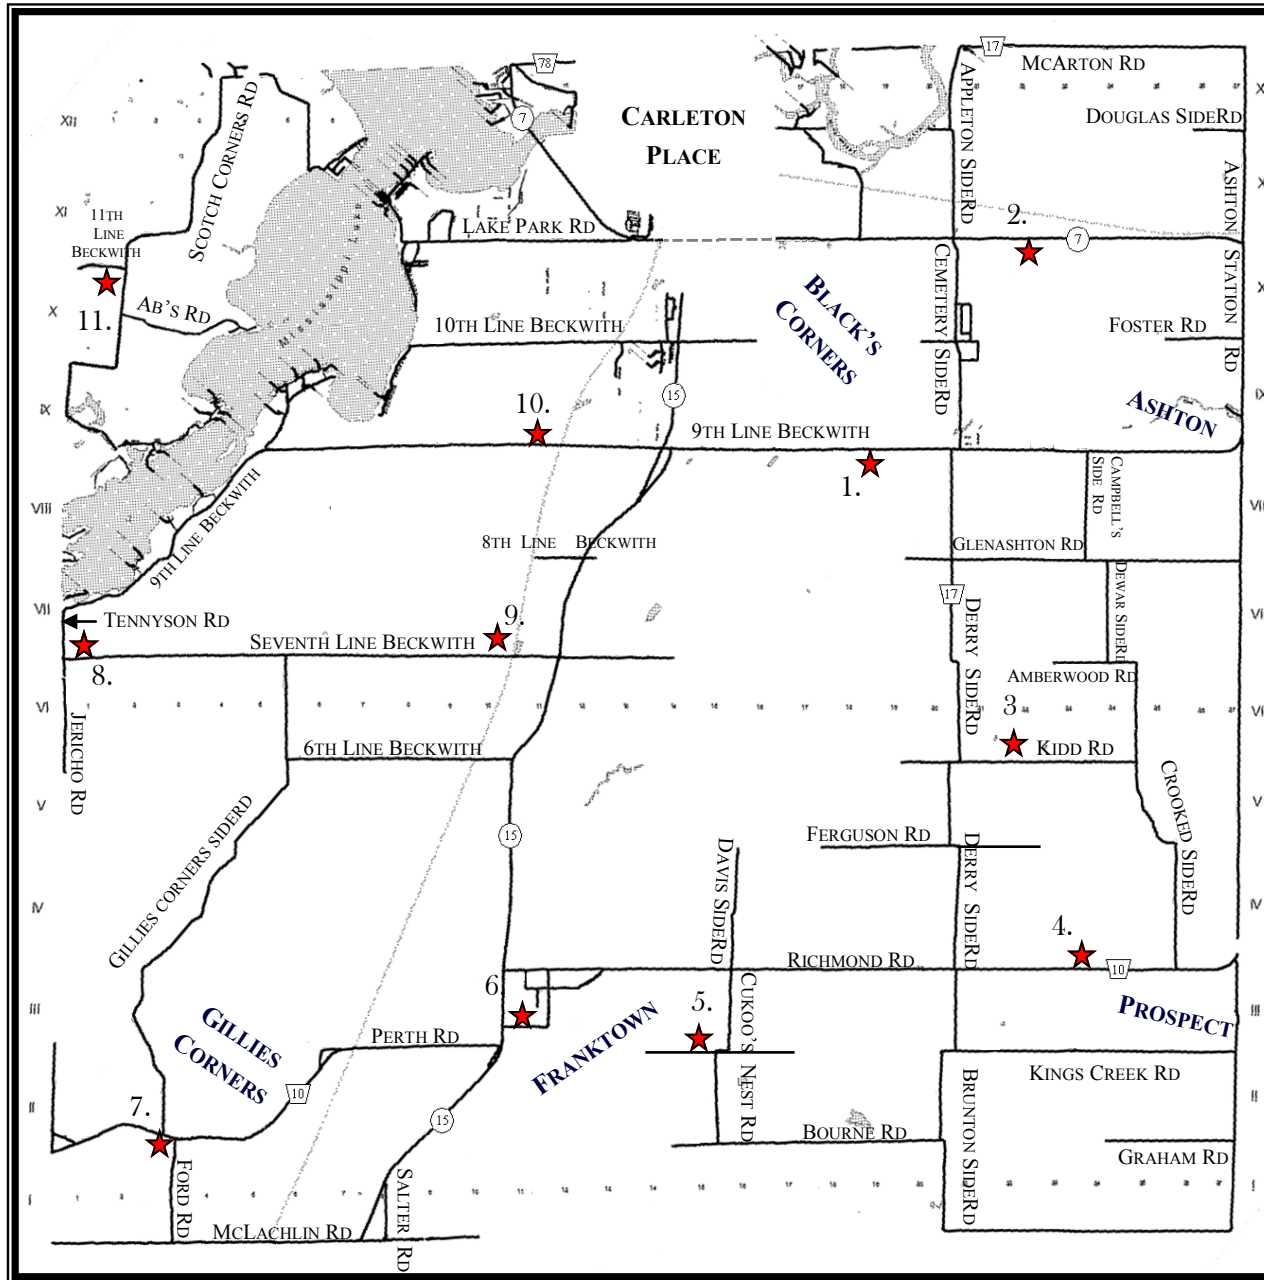 17
McArton Rd
78
7
Carleton
Place
Douglas SideRd
XII
Scotch Corners Rd
Appleton SideRd
Ashton
Station
Rd
XI
11th
Line
Beckwith
Mississippi Lake
Lake Park Rd
2.
7
Cemetery SideRd
X
11.
Ab's Rd
10th Line Beckwith
Black's
Corners
Foster Rd
15
IX
10.
9th Line Beckwith
Ashton
1.
Campbell's
Side Rd
VIII
9th Line Beckwith
8th Line Beckwith
Glenashton Rd
17
Dewar SideRd
VII
Tennyson Rd
9.
Seventh Line Beckwith
8.
Derry SideRd
Amberwood Rd
VI
Jericho Rd
3
6th Line Beckwith
Kidd Rd
V
Crooked SideRd
15
Gillies Corners SideRd
Ferguson Rd
Davis SideRd
Derry SideRd
IV
4.
Richmond Rd
10
6.
5.
Cukoo's Nest Rd
III
Gillies
Corners
Perth Rd
Franktown
Prospect
10
Kings Creek Rd
II
7.
15
Brunton SideRd
Bourne Rd
Graham Rd
I
Ford Rd
Salter Rd
McLachlin Rd